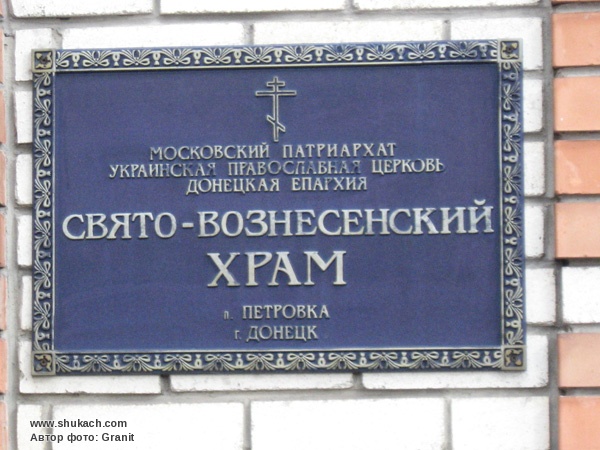 МОСКОВСКИЙ ПАТРИАРХАТ
УКРАИНСКАЯ ПРАВОСЛАВНАЯ ЦЕРКОВЬ
ДОНЕЦКАЯ ЕПАРХИЯ
СВЯТО-ВОЗНЕСЕНСКИЙ
ХРАМ
п. ПЕТРОВКА
г. ДОНЕЦК
www.shukach.com
Автор фото: Granit